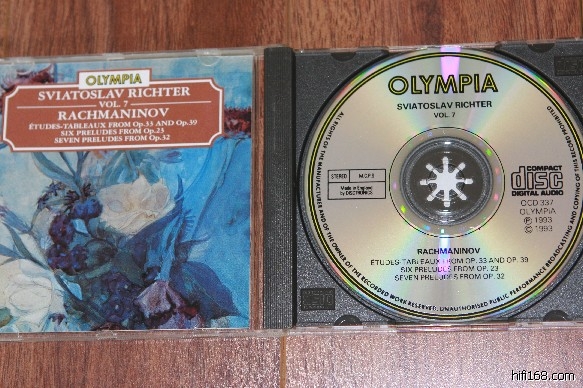 OLYMPIA
SVIATOSLAV RICHTER
VOL. 7
RACHMANINOV
ÉTUDES-TABLEAUX FROM OP.33 AND OP.39
SIX PRELUDES FROM OP.23
SEVEN PRELUDES FROM OP.32
OLYMPIA
SVIATOSLAV RICHTER
VOL. 7
ALL RIGHTS OF THE MANUFACTURER AND OF THE OWNER OF THE RECORDED WORK RESERVED. UNAUTHORISED PUBLIC PERFORMANCE BROADCASTING AND COPYING OF THIS RECORD PROHIBITED
STEREO
M.C.P.S
Made in England
by DISCTRONICS
COMPACT
disc
DIGITAL AUDIO
OCD 337
OLYMPIA
℗ 1993
© 1993
RACHMANINOV
ÉTUDES-TABLEAUX FROM OP. 33 AND OP. 39
SIX PRELUDES FROM OP. 23
SEVEN PRELUDES FROM OP. 32
hifi168.com